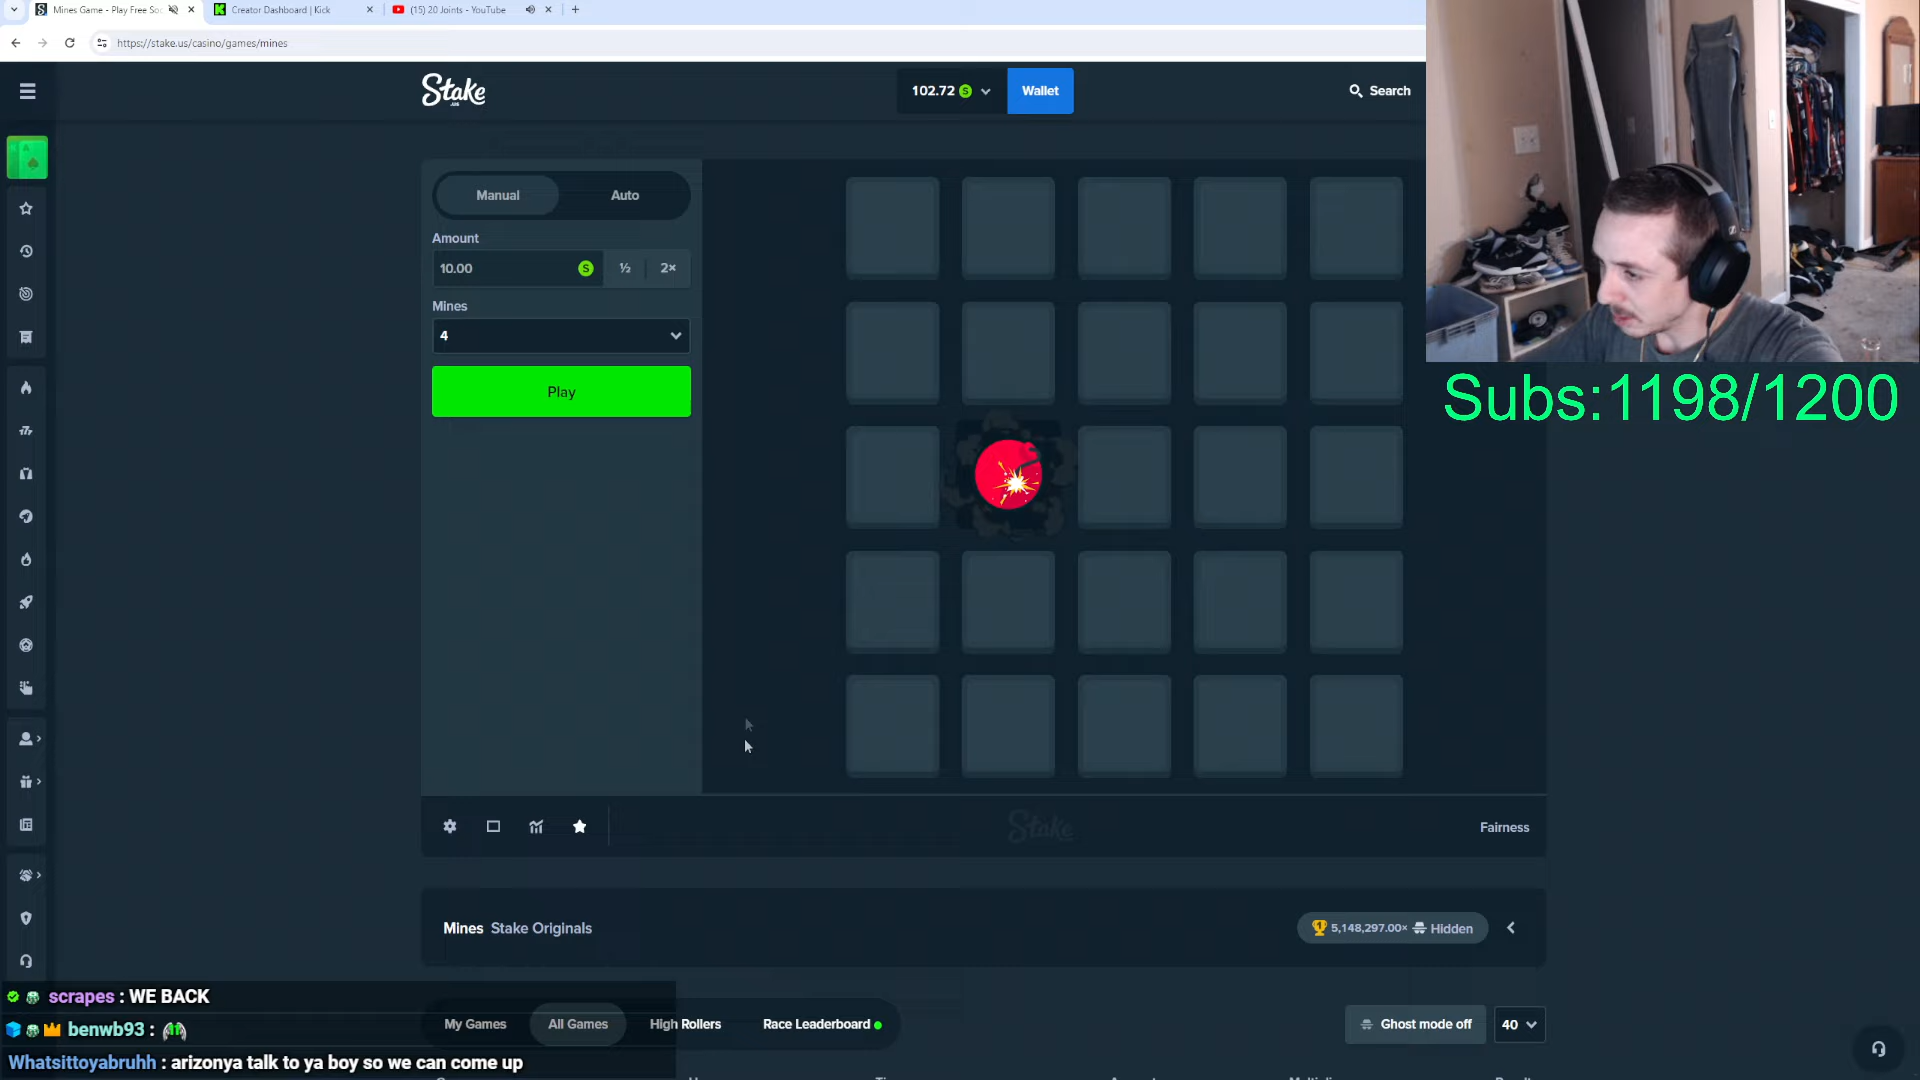 Mines Game - Play Free Soc
Creator Dashboard | Kick
(15) 20 Joints - YouTube
https://stake.us/casino/games/mines
Stake
.us
102.72
Wallet
Search
Manual
Auto
Amount
10.00
½
2×
Mines
4
Play
Subs:1198/1200
Stake
Fairness
Mines Stake Originals
5,148,297.00× Hidden
scrapes : WE BACK
benwb93 :
Whatsittoyabruhh : arizonya talk to ya boy so we can come up
My Games
All Games
High Rollers
Race Leaderboard
Ghost mode off
40